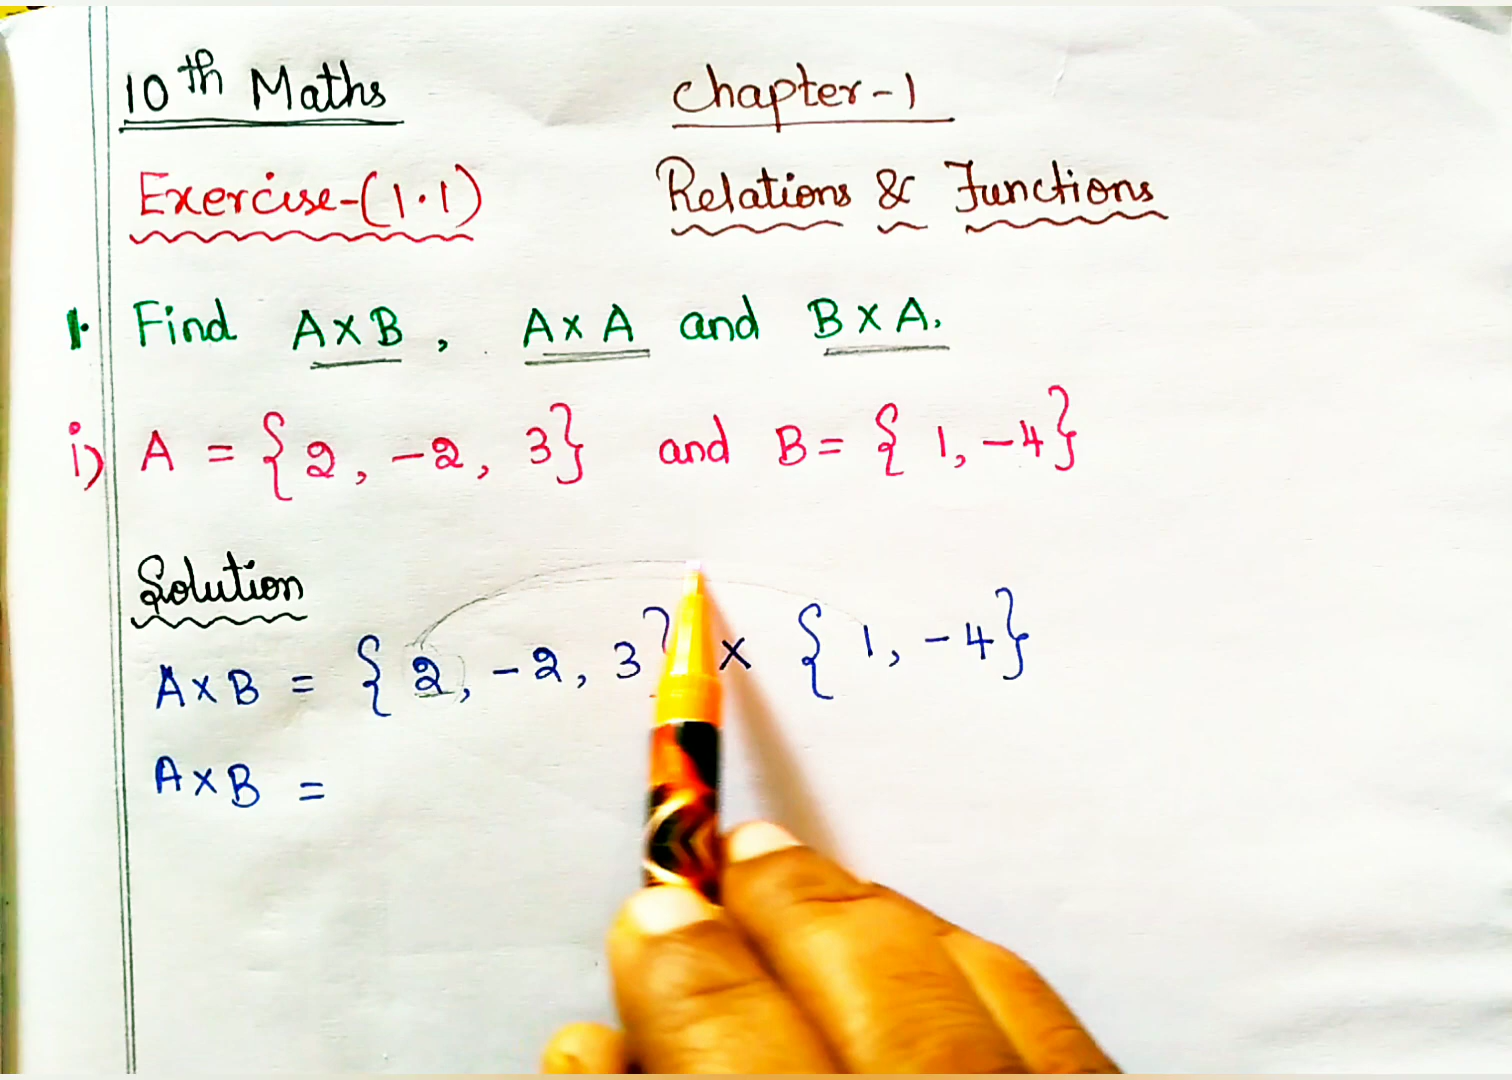 10th Maths Chapter-1
Exercise-(1.1) Relations & Functions
1. Find A×B, A×A and B×A.
i) A = {2, -2, 3} and B = {1, -4}
Solution
A×B = {2, -2, 3} × {1, -4}
A×B =